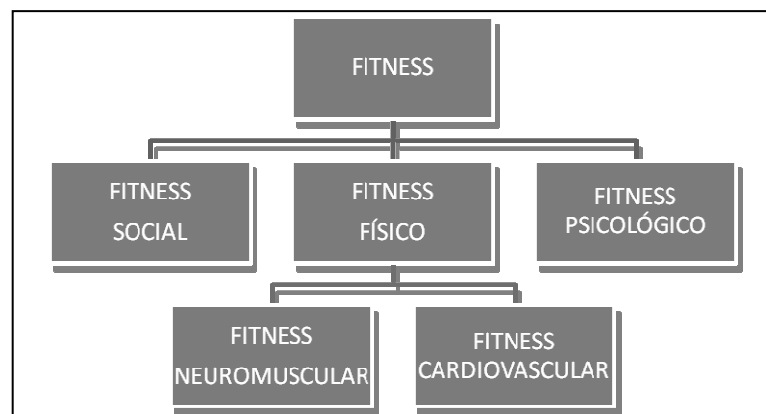 FITNESS
FITNESS
SOCIAL
FITNESS
FÍSICO
FITNESS
PSICOLÓGICO
FITNESS
NEUROMUSCULAR
FITNESS
CARDIOVASCULAR